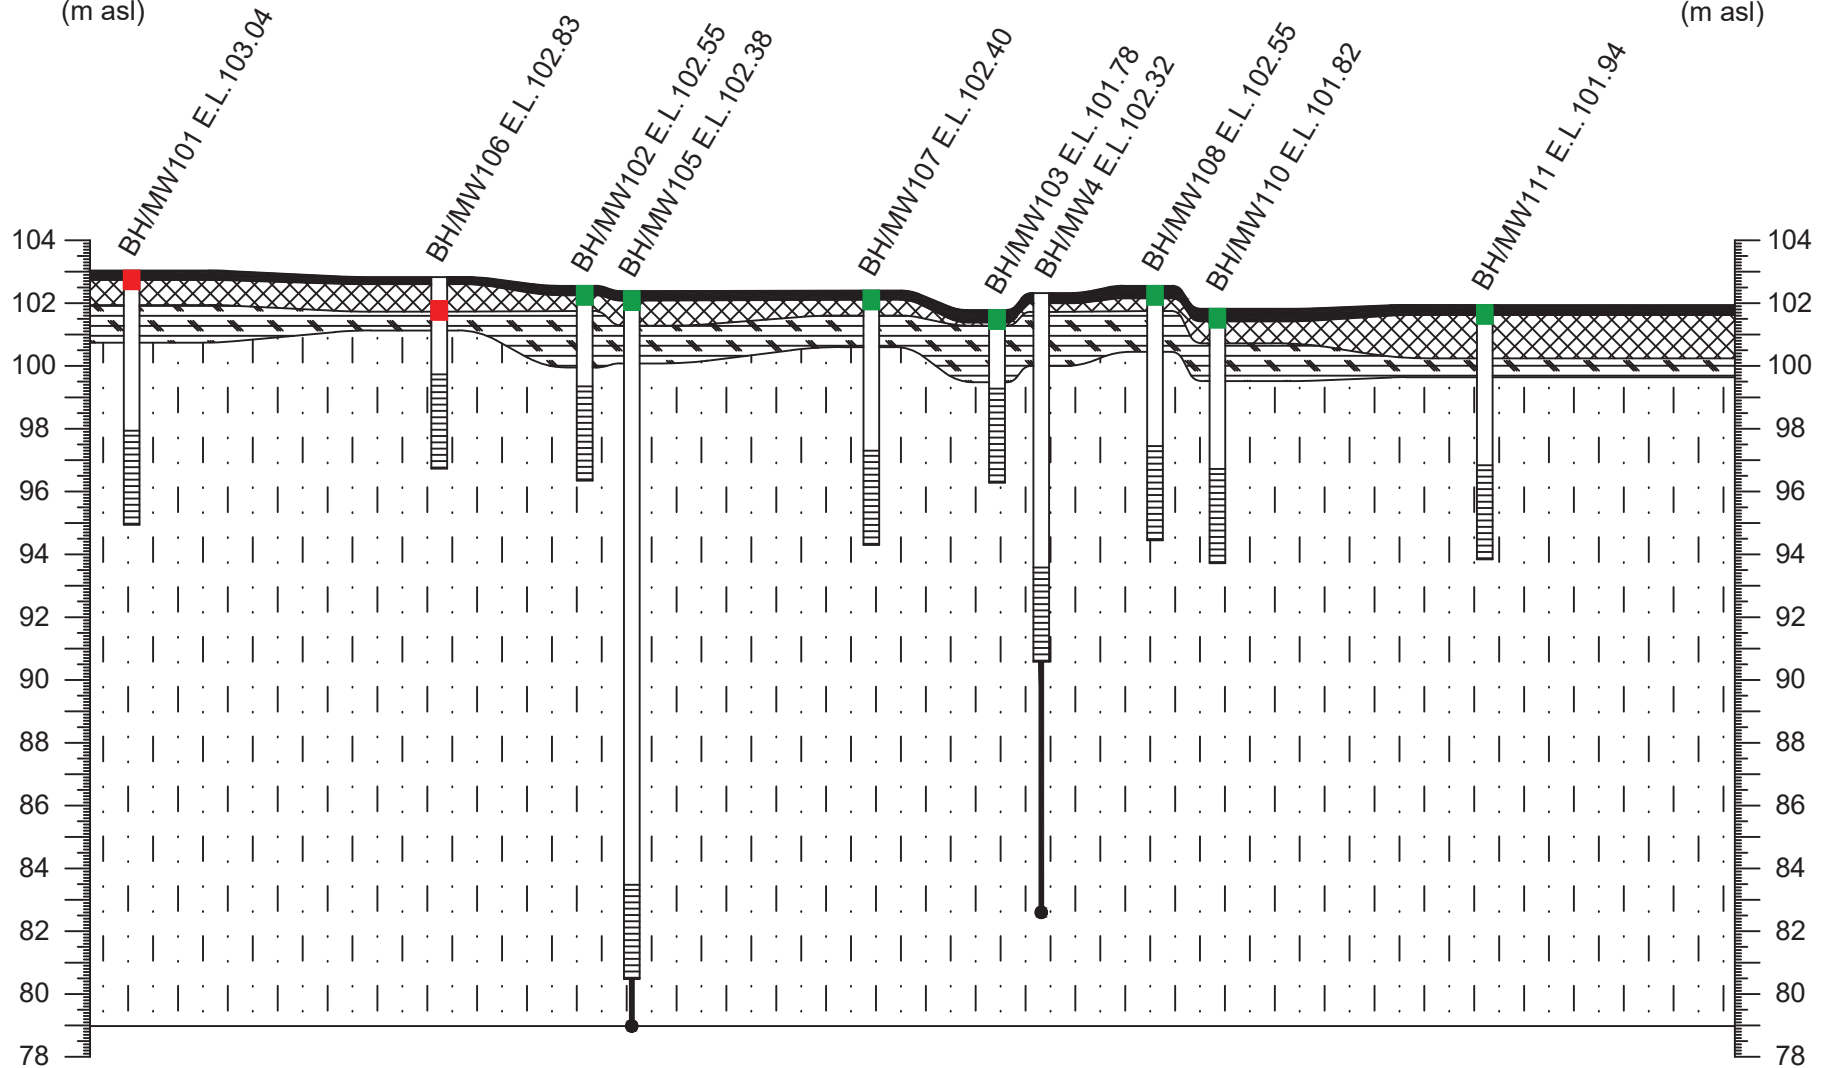 (m asl)
(m asl)
BH/MW101 E.L. 103.04
BH/MW106 E.L. 102.83
BH/MW102 E.L. 102.55
BH/MW105 E.L. 102.38
BH/MW107 E.L. 102.40
BH/MW103 E.L. 101.78
BH/MW4 E.L. 102.32
BH/MW108 E.L. 102.55
BH/MW110 E.L. 101.82
BH/MW111 E.L. 101.94
104
102
100
98
96
94
92
90
88
86
84
82
80
78
104
102
100
98
96
94
92
90
88
86
84
82
80
78